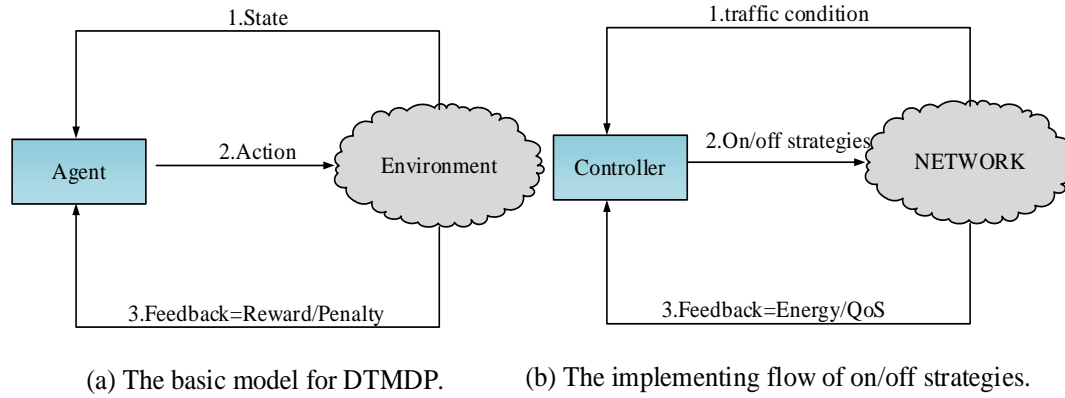 1.State
Agent
2.Action
Environment
3.Feedback=Reward/Penalty
(a) The basic model for DTMDP.
1.traffic condition
Controller
2.On/off strategies
NETWORK
3.Feedback=Energy/QoS
(b) The implementing flow of on/off strategies.